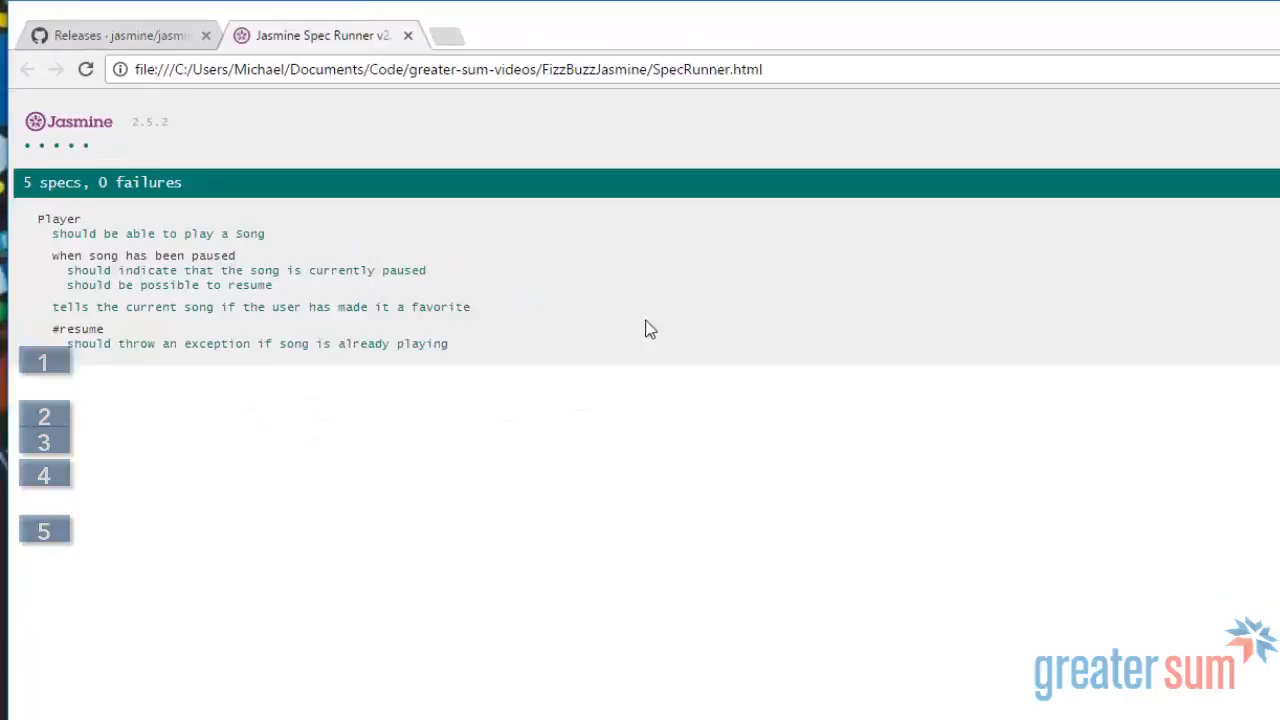 Releases · jasmine/jasmi
Jasmine Spec Runner v2.
file:///C:/Users/Michael/Documents/Code/greater-sum-videos/FizzBuzzJasmine/SpecRunner.html
Jasmine 2.5.2
• • • • •
5 specs, 0 failures
Player
should be able to play a Song
when song has been paused
should indicate that the song is currently paused
should be possible to resume
tells the current song if the user has made it a favorite
#resume
should throw an exception if song is already playing
1
2
3
4
5
greater sum